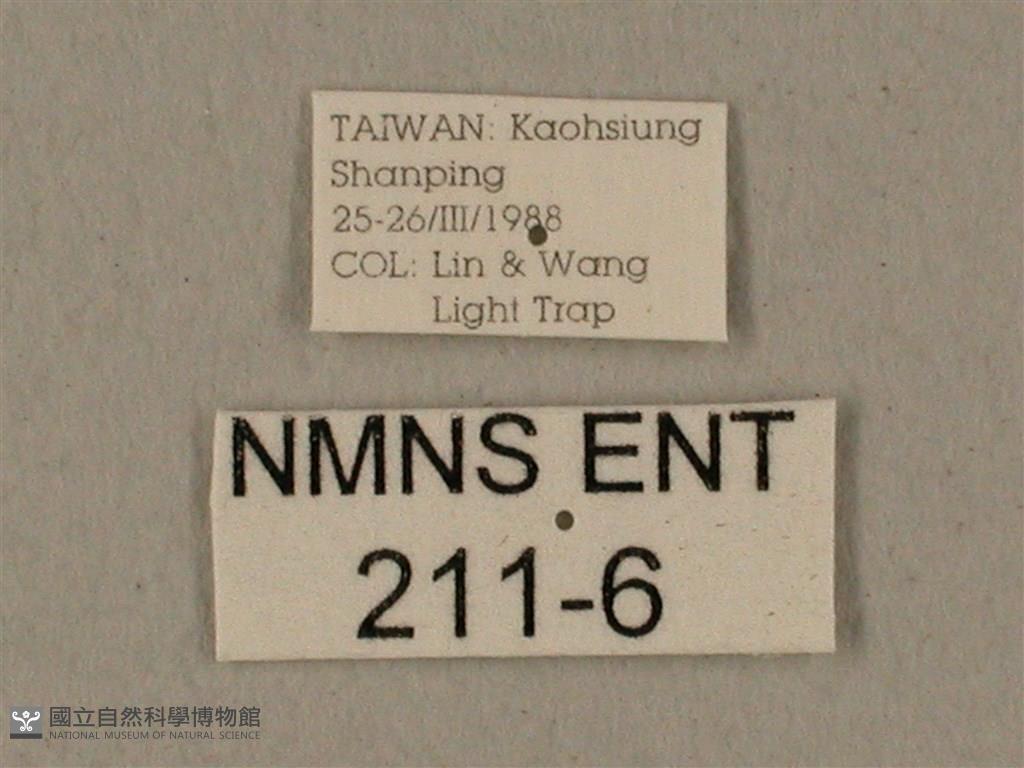 TAIWAN: Kaohsiung
Shanping
25-26/III/1988
COL: Lin & Wang
Light Trap
NMNS ENT
211-6
國立自然科學博物館
NATIONAL MUSEUM OF NATURAL SCIENCE